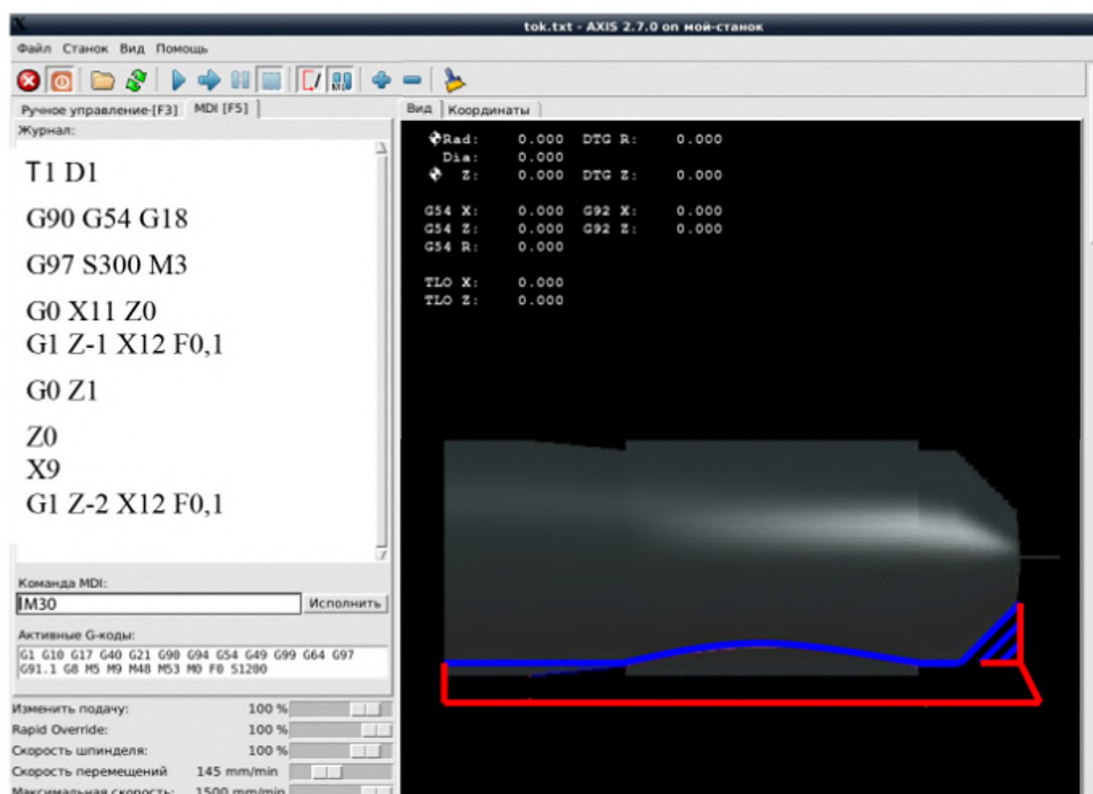 X tok.txt - AXIS 2.7.0 on мой-станок
Файл Станок Вид Помощь
Ручное управление-[F3] MDI [F5] Вид Координаты
Журнал:
T1 D1
G90 G54 G18
G97 S300 M3
G0 X11 Z0
G1 Z-1 X12 F0,1
G0 Z1
Z0
X9
G1 Z-2 X12 F0,1
Команда MDI:
M30 Исполнить
Активные G-коды:
G1 G10 G17 G40 G21 G90 G94 G54 G49 G99 G64 G97
G91.1 G8 M5 M9 M48 M53 M0 F0 S1200
Изменить подачу: 100 %
Rapid Override: 100 %
Скорость шпинделя: 100 %
Скорость перемещений 145 mm/min
Максимальная скорость: 1500 mm/min
Rad: 0.000 DTG R: 0.000
Dia: 0.000
Z: 0.000 DTG Z: 0.000
G54 X: 0.000 G92 X: 0.000
G54 Z: 0.000 G92 Z: 0.000
G54 R: 0.000
TLO X: 0.000
TLO Z: 0.000